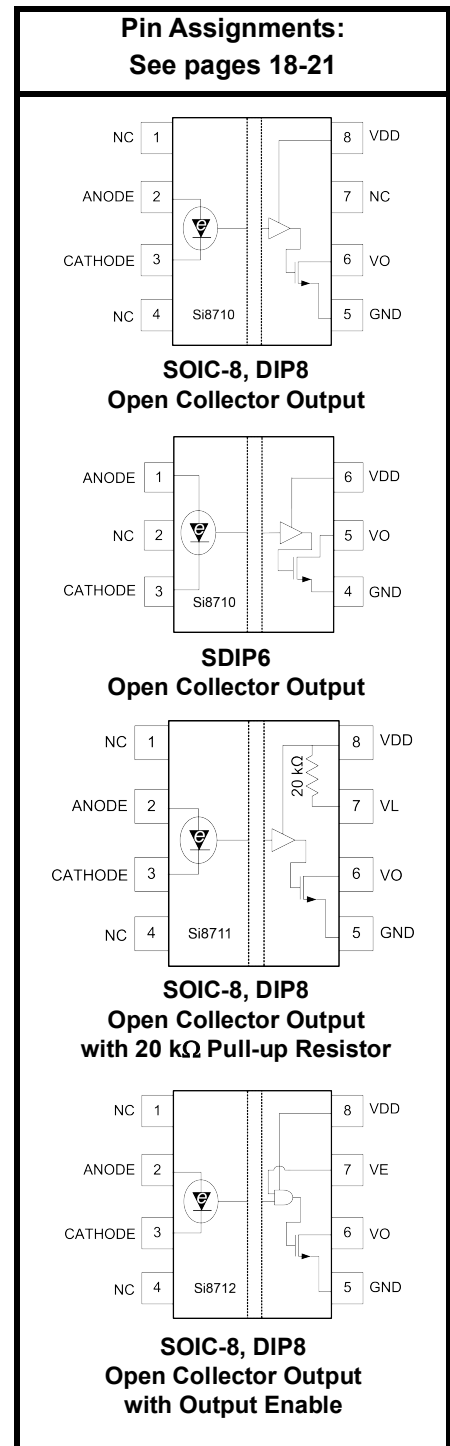 Pin Assignments:
See pages 18-21
NC 1
8 VDD
ANODE 2
7 NC
e
CATHODE 3
6 VO
NC 4
Si8710
5 GND
SOIC-8, DIP8
Open Collector Output
ANODE 1
6 VDD
NC 2
e
5 VO
CATHODE 3
4 GND
Si8710
SDIP6
Open Collector Output
NC 1
8 VDD
20 kΩ
ANODE 2
7 VL
e
CATHODE 3
6 VO
NC 4
Si8711
5 GND
SOIC-8, DIP8
Open Collector Output
with 20 kΩ Pull-up Resistor
NC 1
8 VDD
ANODE 2
7 VE
e
CATHODE 3
6 VO
NC 4
Si8712
5 GND
SOIC-8, DIP8
Open Collector Output
with Output Enable